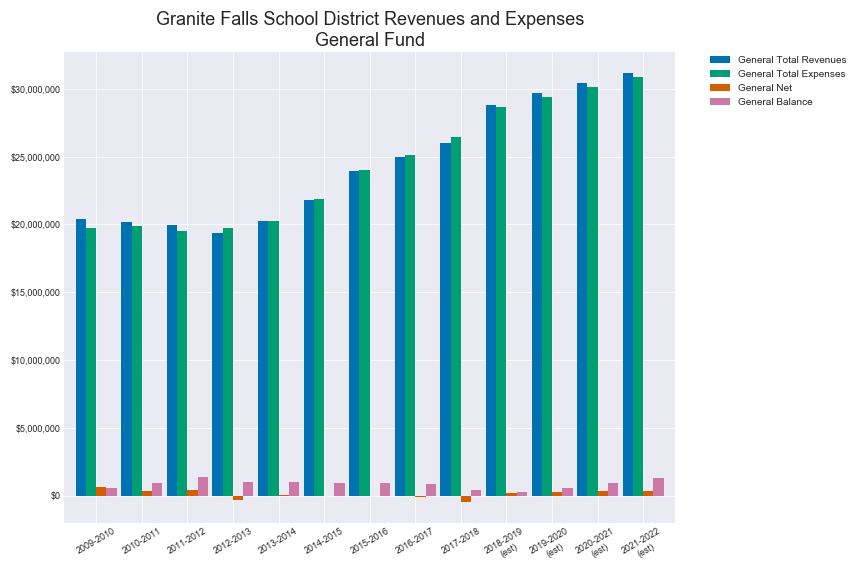 Granite Falls School District Revenues and Expenses
General Fund
General Total Revenues
General Total Expenses
General Net
General Balance
$30,000,000
$25,000,000
$20,000,000
$15,000,000
$10,000,000
$5,000,000
$0
2009-2010
2010-2011
2011-2012
2012-2013
2013-2014
2014-2015
2015-2016
2016-2017
2017-2018
2018-2019
(est)
2019-2020
(est)
2020-2021
(est)
2021-2022
(est)